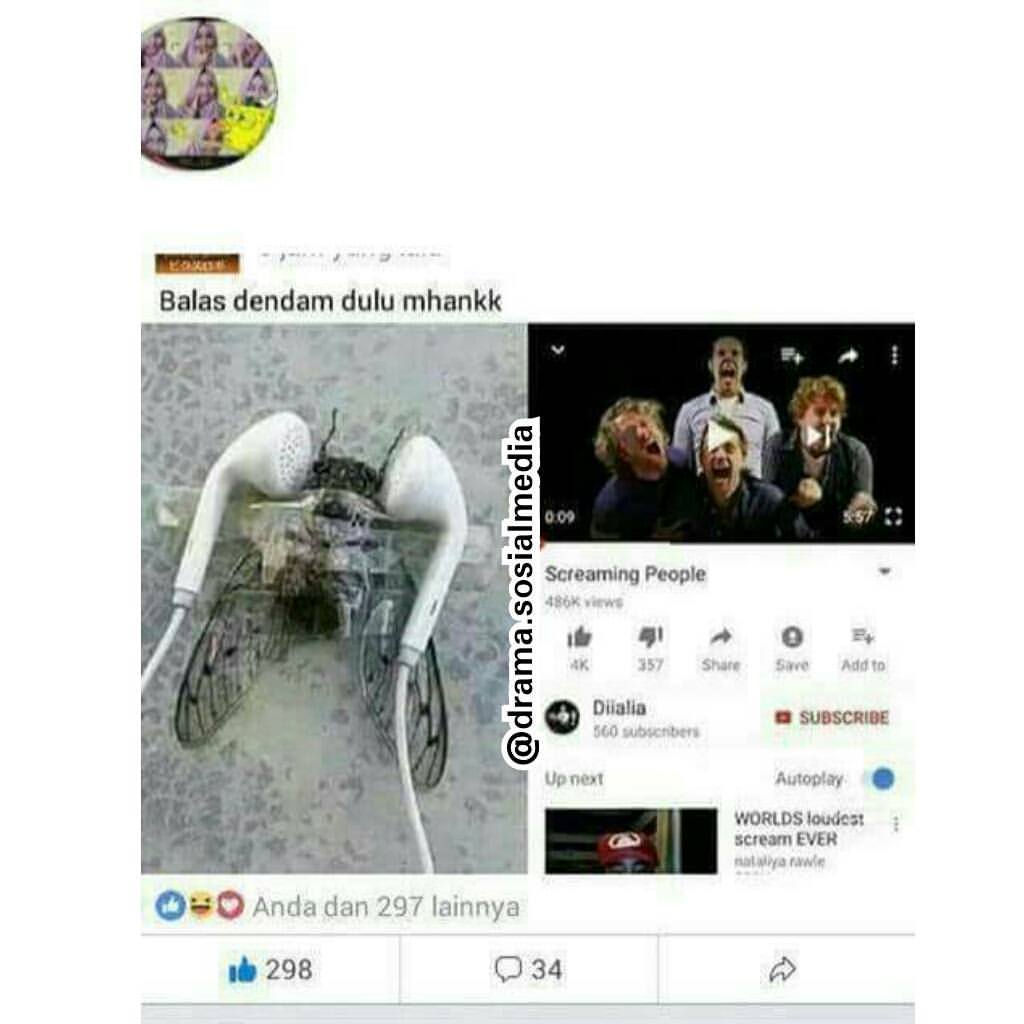 Balas dendam dulu mhankk
0:09
5:57
Screaming People
486K views
4K
357
Share
Save
Add to
Diialia
560 subscribers
SUBSCRIBE
Up next
Autoplay
WORLDS loudest
scream EVER
nataliya rawle
@drama.sosialmedia
Anda dan 297 lainnya
298
34